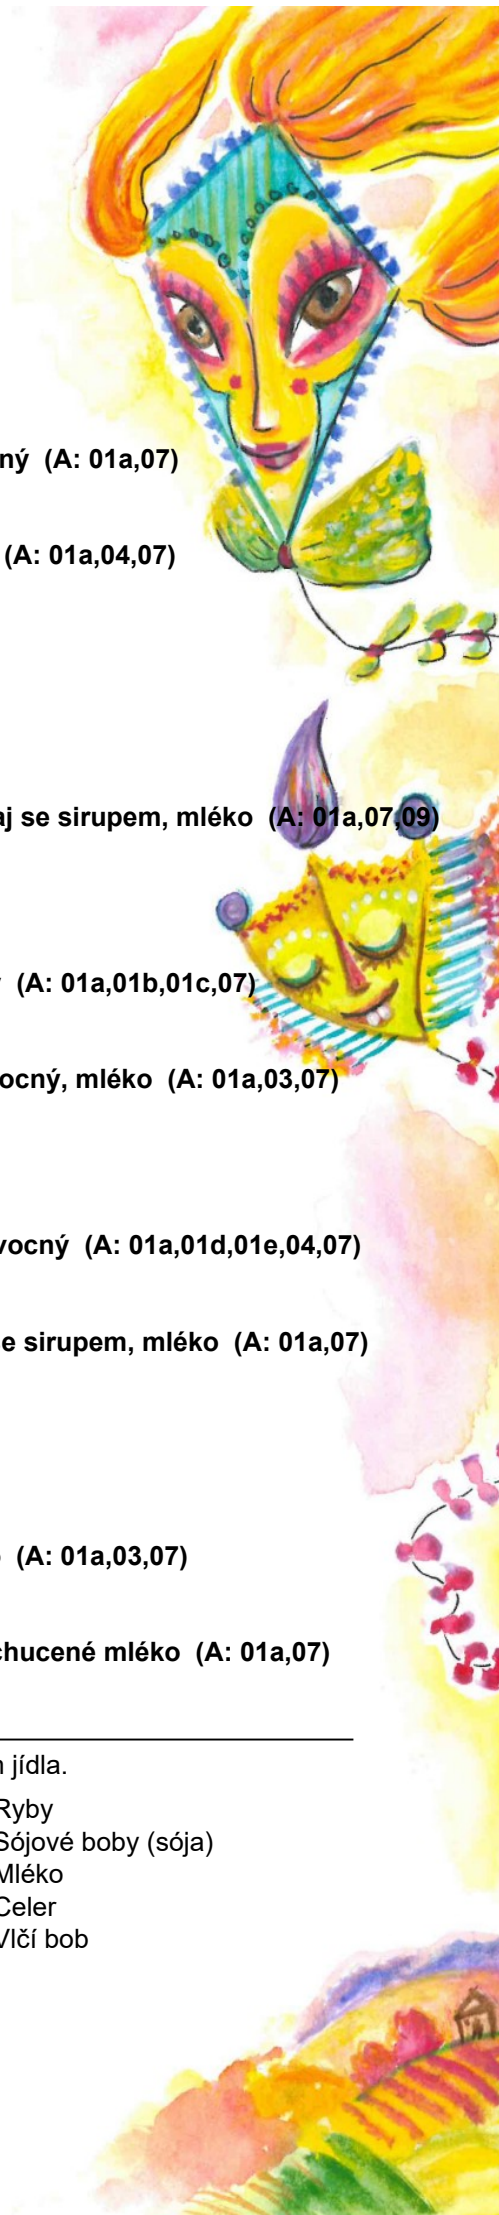 ný (A: 01a,07)
(A: 01a,04,07)
aj se sirupem, mléko (A: 01a,07,09)
(A: 01a,01b,01c,07)
ocný, mléko (A: 01a,03,07)
vocný (A: 01a,01d,01e,04,07)
e sirupem, mléko (A: 01a,07)
(A: 01a,03,07)
chucené mléko (A: 01a,07)
jídla.
Ryby
Sójové boby (sója)
Mléko
Celer
Vlčí bob